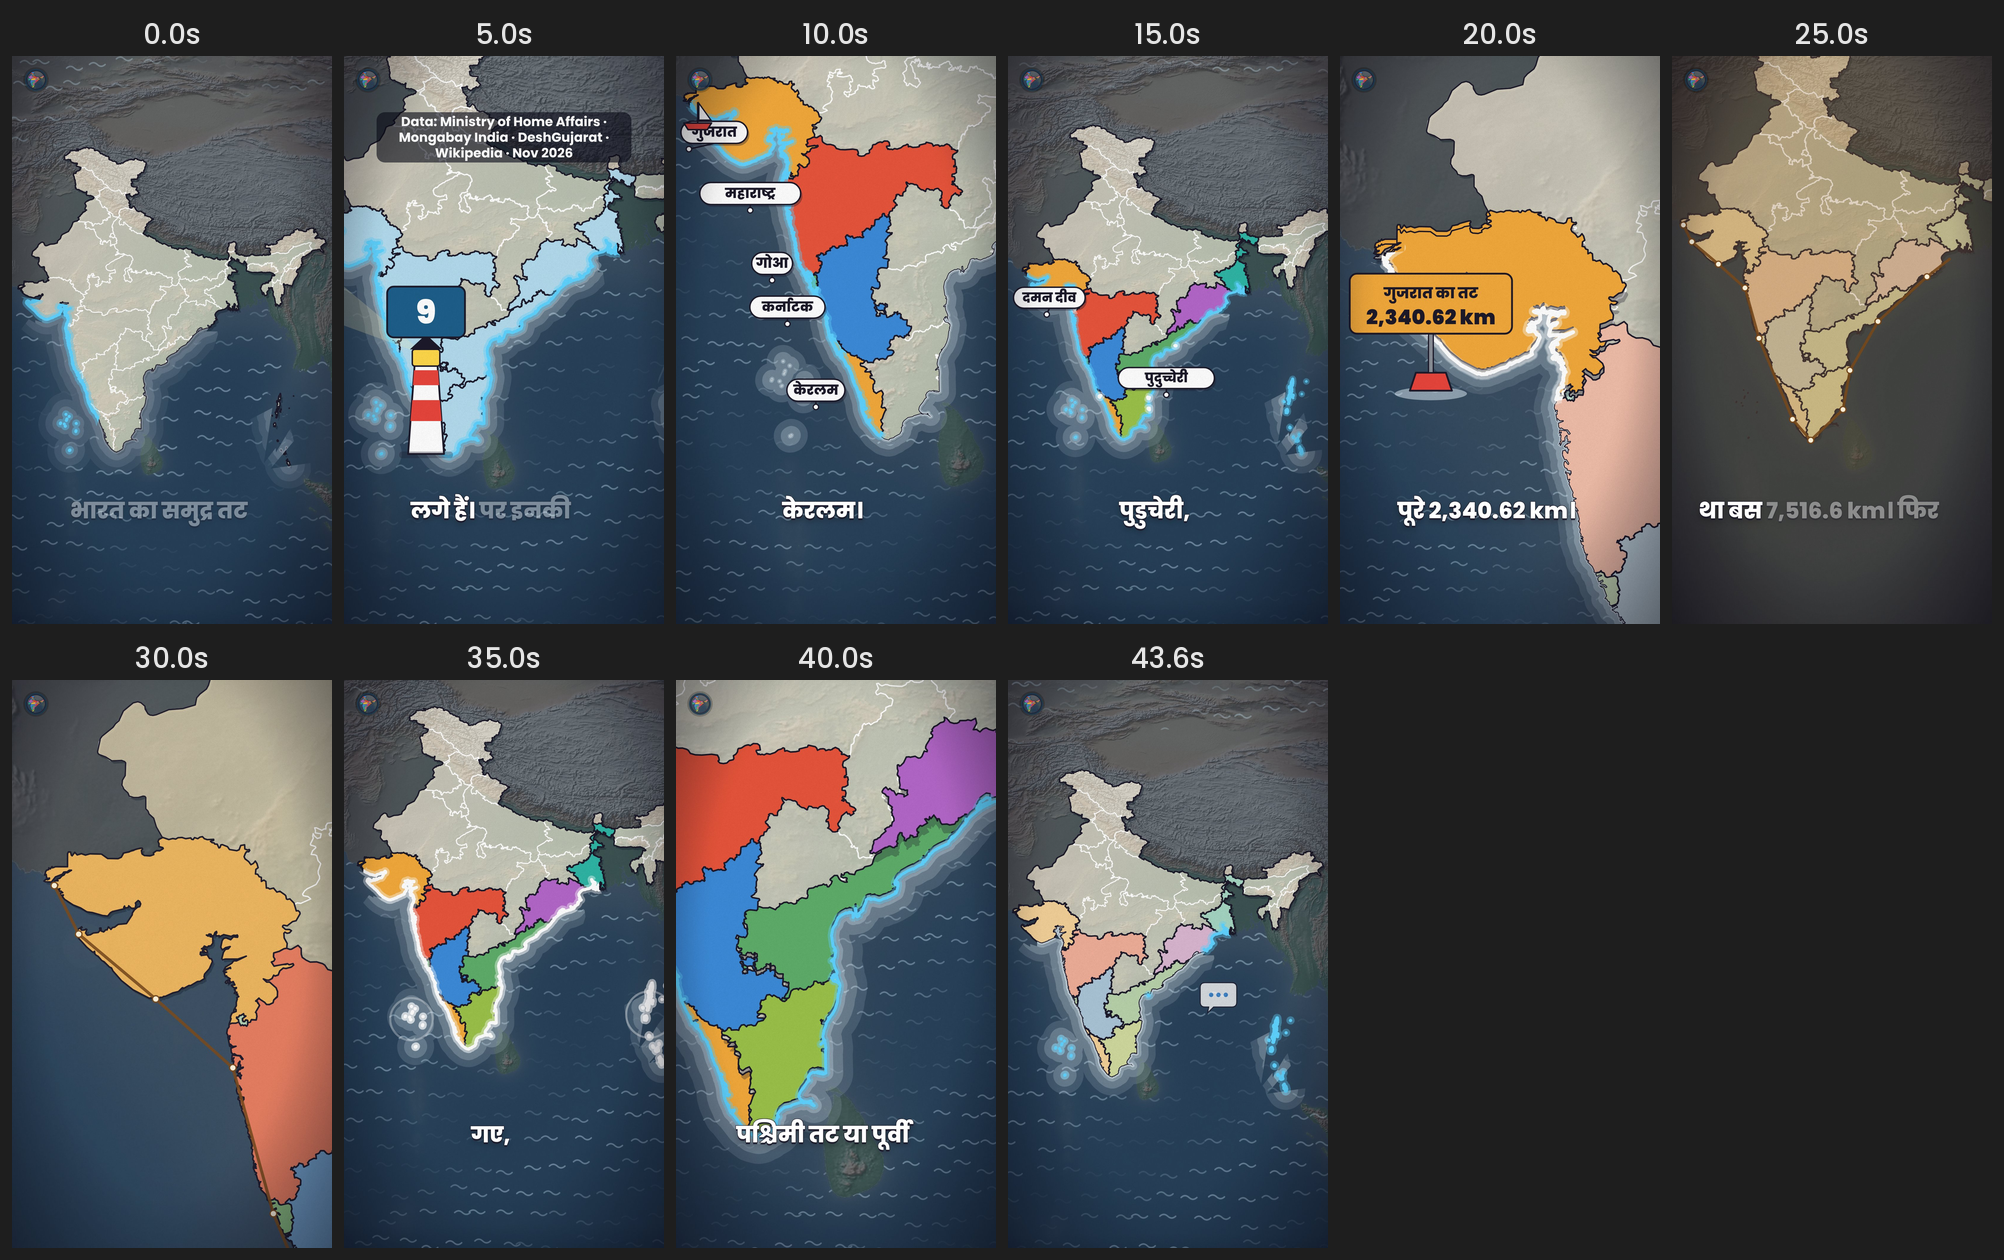 0.0s
5.0s
10.0s
15.0s
20.0s
25.0s
भारत का समुद्र तट
Data: Ministry of Home Affairs ·
Mongabay India · DeshGujarat ·
Wikipedia · Nov 2026
9
लगे हैं। पर इनकी
गुजरात
महाराष्ट्र
गोआ
कर्नाटक
केरलम
केरलम।
दमन दीव
पुदुच्चेरी
पुडुचेरी,
गुजरात का तट
2,340.62 km
पूरे 2,340.62 km।
था बस 7,516.6 km। फिर
30.0s
35.0s
40.0s
43.6s
गए,
पश्चिमी तट या पूर्वी